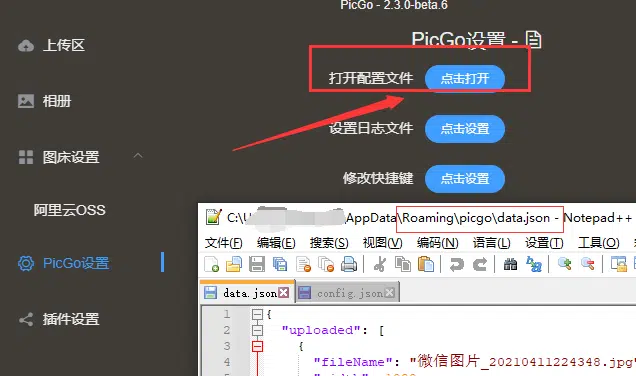 PicGo - 2.3.0-beta.6
上传区
相册
图床设置
阿里云OSS
PicGo设置
插件设置
PicGo设置 -
打开配置文件 点击打开
设置日志文件 点击设置
修改快捷键 点击设置
C:\U AppData\Roaming\picgo\data.json - Notepad++
文件(F) 编辑(E) 搜索(S) 视图(V) 编码(N) 语言(L) 设置(T) 工具(O)
data.json config.json
1 {
2 "uploaded": [
3 {
4 "fileName": "微信图片_20210411224348.jpg"